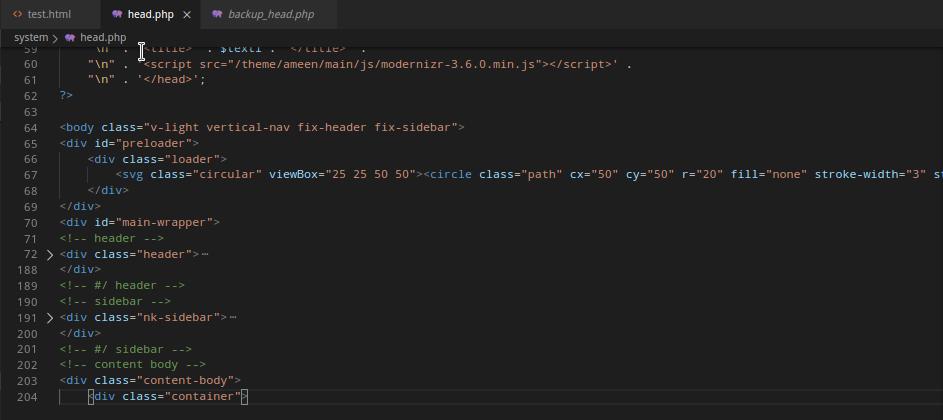 test.html
head.php
backup_head.php
system > head.php
59 "\n" . '<title>' . $text1 . '</title>' .
60 "\n" . '<script src="/theme/ameen/main/js/modernizr-3.6.0.min.js"></script>' .
61 "\n" . '</head>';
62 ?>
63
64 <body class="v-light vertical-nav fix-header fix-sidebar">
65 <div id="preloader">
66 <div class="loader">
67 <svg class="circular" viewBox="25 25 50 50"><circle class="path" cx="50" cy="50" r="20" fill="none" stroke-width="3" st
68 </div>
69 </div>
70 <div id="main-wrapper">
71 <!-- header -->
72 <div class="header">⋯
188 </div>
189 <!-- #/ header -->
190 <!-- sidebar -->
191 <div class="nk-sidebar">⋯
200 </div>
201 <!-- #/ sidebar -->
202 <!-- content body -->
203 <div class="content-body">
204 <div class="container">